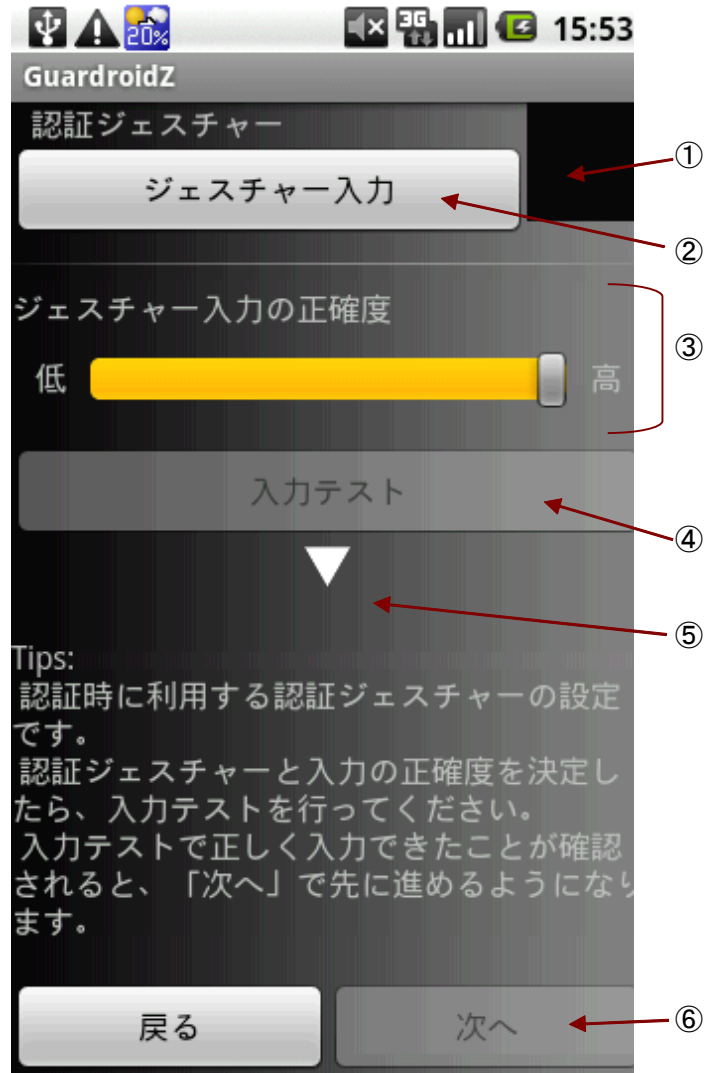 20%
3G
15:53
GuardroidZ
認証ジェスチャー
①
ジェスチャー入力
②
ジェスチャー入力の正確度
③
低
高
入力テスト
④
⑤
Tips:
認証時に利用する認証ジェスチャーの設定
です。
認証ジェスチャーと入力の正確度を決定し
たら、入力テストを行ってください。
入力テストで正しく入力できたことが確認
されると、「次へ」で先に進めるようになり
ます。
戻る
次へ
⑥